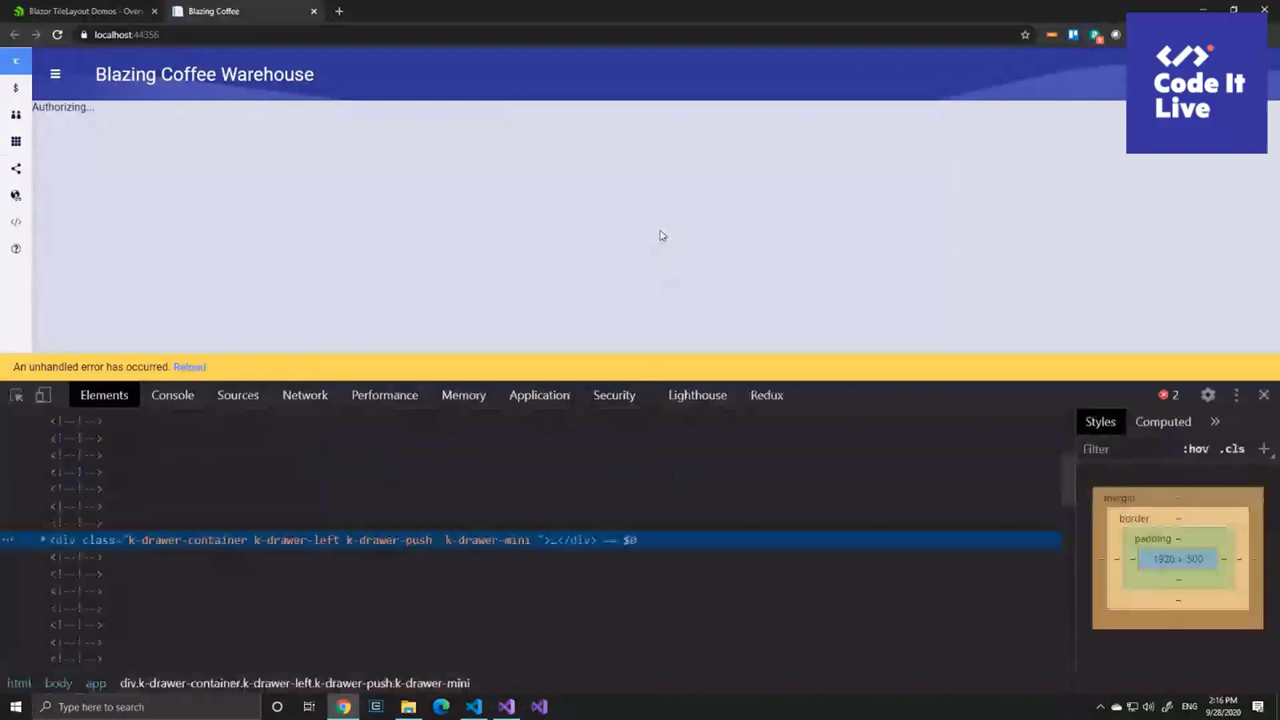 Blazor TileLayout Demos - Over
Blazing Coffee
localhost:44356
Blazing Coffee Warehouse
</> Code It Live
Authorizing...
An unhandled error has occurred. Reload
Elements
Console
Sources
Network
Performance
Memory
Application
Security
Lighthouse
Redux
2
<!--!-->
<!--!-->
<!--!-->
<!--!-->
<!--!-->
<!--!-->
<!--!-->
<div class="k-drawer-container k-drawer-left k-drawer-push  k-drawer-mini ">…</div> == $0
<!--!-->
<!--!-->
<!--!-->
<!--!-->
<!--!-->
<!--!-->
html body app div.k-drawer-container.k-drawer-left.k-drawer-push.k-drawer-mini
Styles
Computed
»
Filter
:hov .cls +
margin -
border -
padding -
1920 × 500
Type here to search
ENG
2:16 PM
9/28/2020